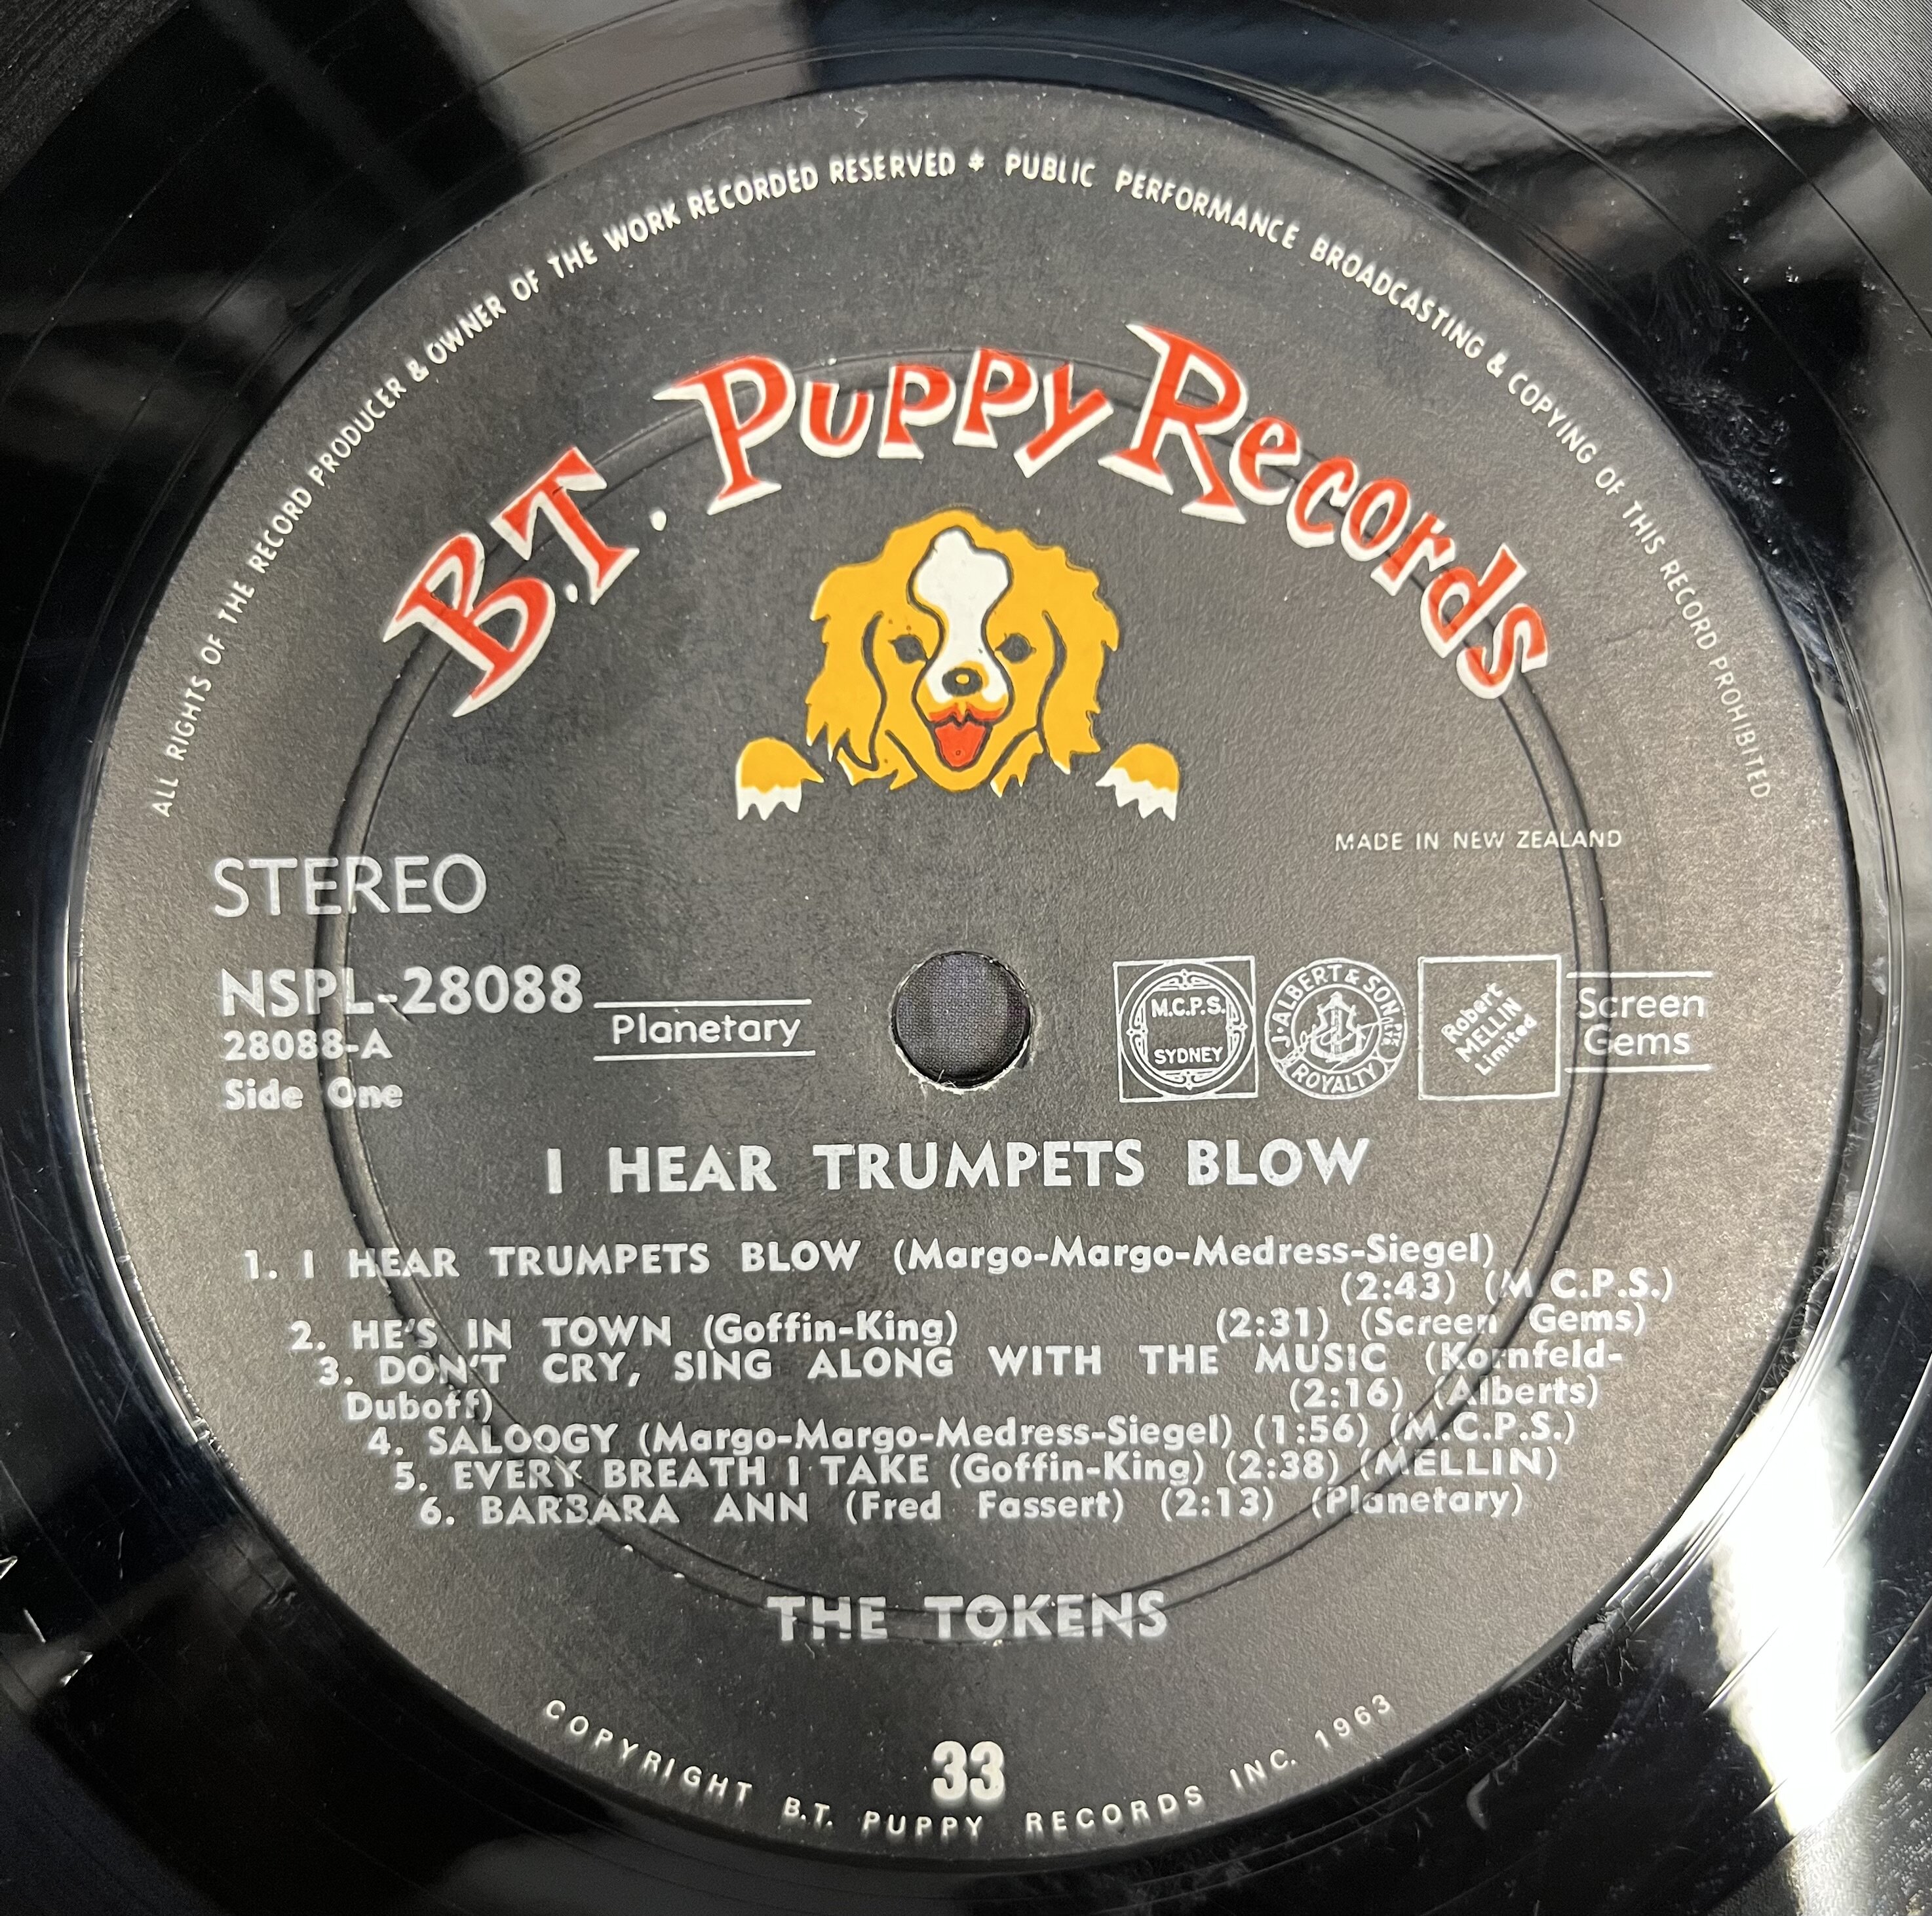 ALL RIGHTS OF THE RECORD PRODUCER & OWNER OF THE WORK RECORDED RESERVED * PUBLIC PERFORMANCE BROADCASTING & COPYING OF THIS RECORD PROHIBITED
B.T. PUPPY RECORDS
MADE IN NEW ZEALAND
STEREO
NSPL-28088
28088-A
Side One
Planetary
M.C.P.S.
SYDNEY
J. ALBERT & SON PTY LTD
ROYALTY
Robert
MELLIN
Limited
Screen
Gems
I HEAR TRUMPETS BLOW
1. I HEAR TRUMPETS BLOW (Margo-Margo-Medress-Siegel)
(2:43) (M.C.P.S.)
2. HE'S IN TOWN (Goffin-King) (2:31) (Screen Gems)
3. DON'T CRY, SING ALONG WITH THE MUSIC (Kornfeld-
Duboff) (2:16) (Alberts)
4. SALOOGY (Margo-Margo-Medress-Siegel) (1:56) (M.C.P.S.)
5. EVERY BREATH I TAKE (Goffin-King) (2:38) (MELLIN)
6. BARBARA ANN (Fred Fassert) (2:13) (Planetary)
THE TOKENS
33
COPYRIGHT B.T. PUPPY RECORDS INC. 1963